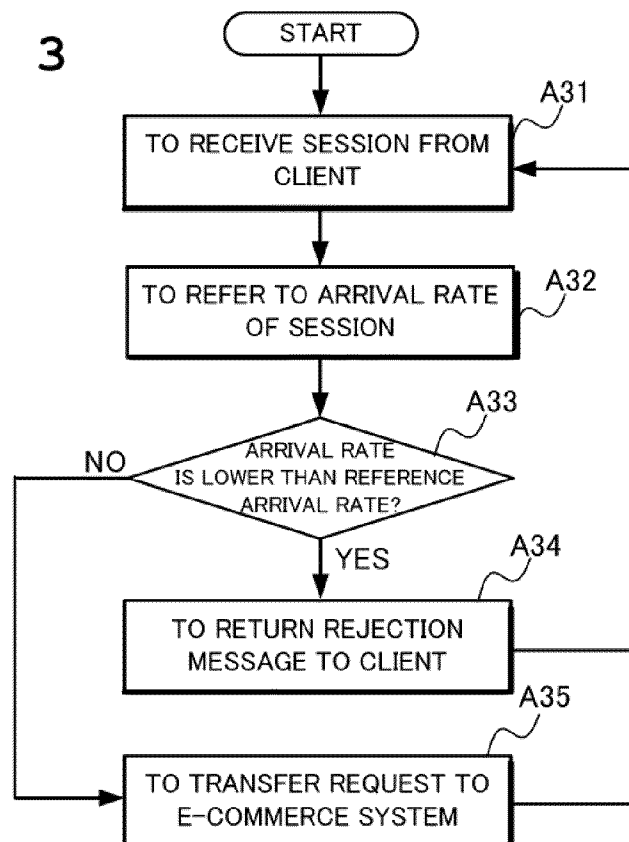 3
START
A31
TO RECEIVE SESSION FROM
CLIENT
A32
TO REFER TO ARRIVAL RATE
OF SESSION
A33
ARRIVAL RATE
IS LOWER THAN REFERENCE
ARRIVAL RATE?
NO
YES
A34
TO RETURN REJECTION
MESSAGE TO CLIENT
A35
TO TRANSFER REQUEST TO
E-COMMERCE SYSTEM